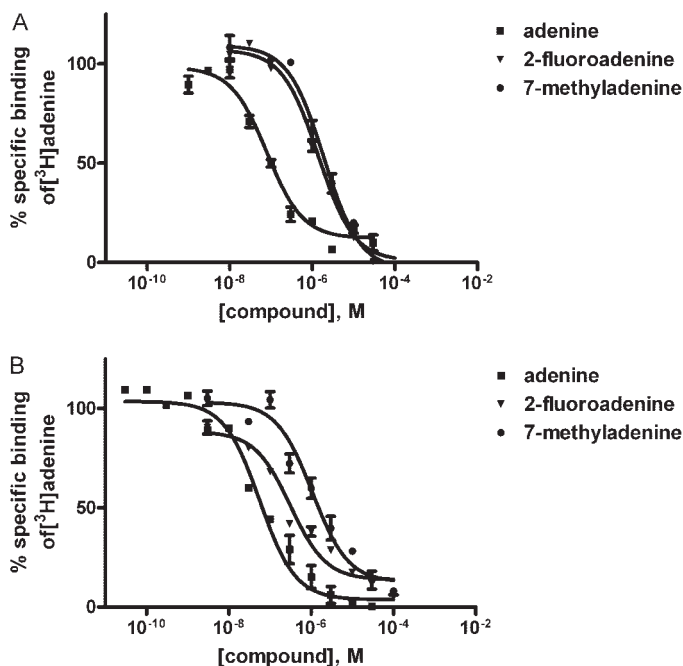 A
% specific binding
of[³H]adenine
100
50
0
10⁻¹⁰
10⁻⁸
10⁻⁶
10⁻⁴
10⁻²
[compound], M
adenine
2-fluoroadenine
7-methyladenine
B
% specific binding
of[³H]adenine
100
50
0
10⁻¹⁰
10⁻⁸
10⁻⁶
10⁻⁴
10⁻²
[compound], M
adenine
2-fluoroadenine
7-methyladenine